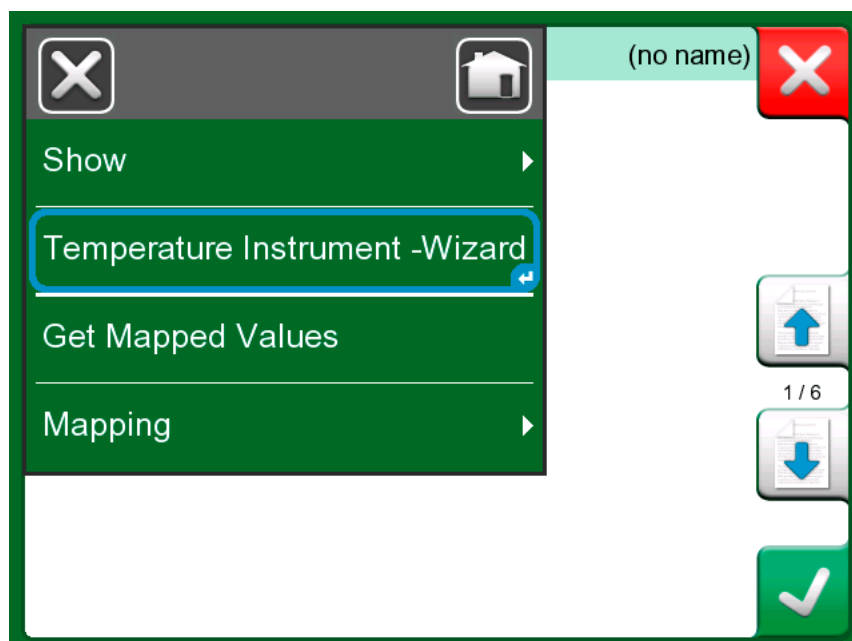 (no name)
Show
Temperature Instrument -Wizard
Get Mapped Values
Mapping
1 / 6